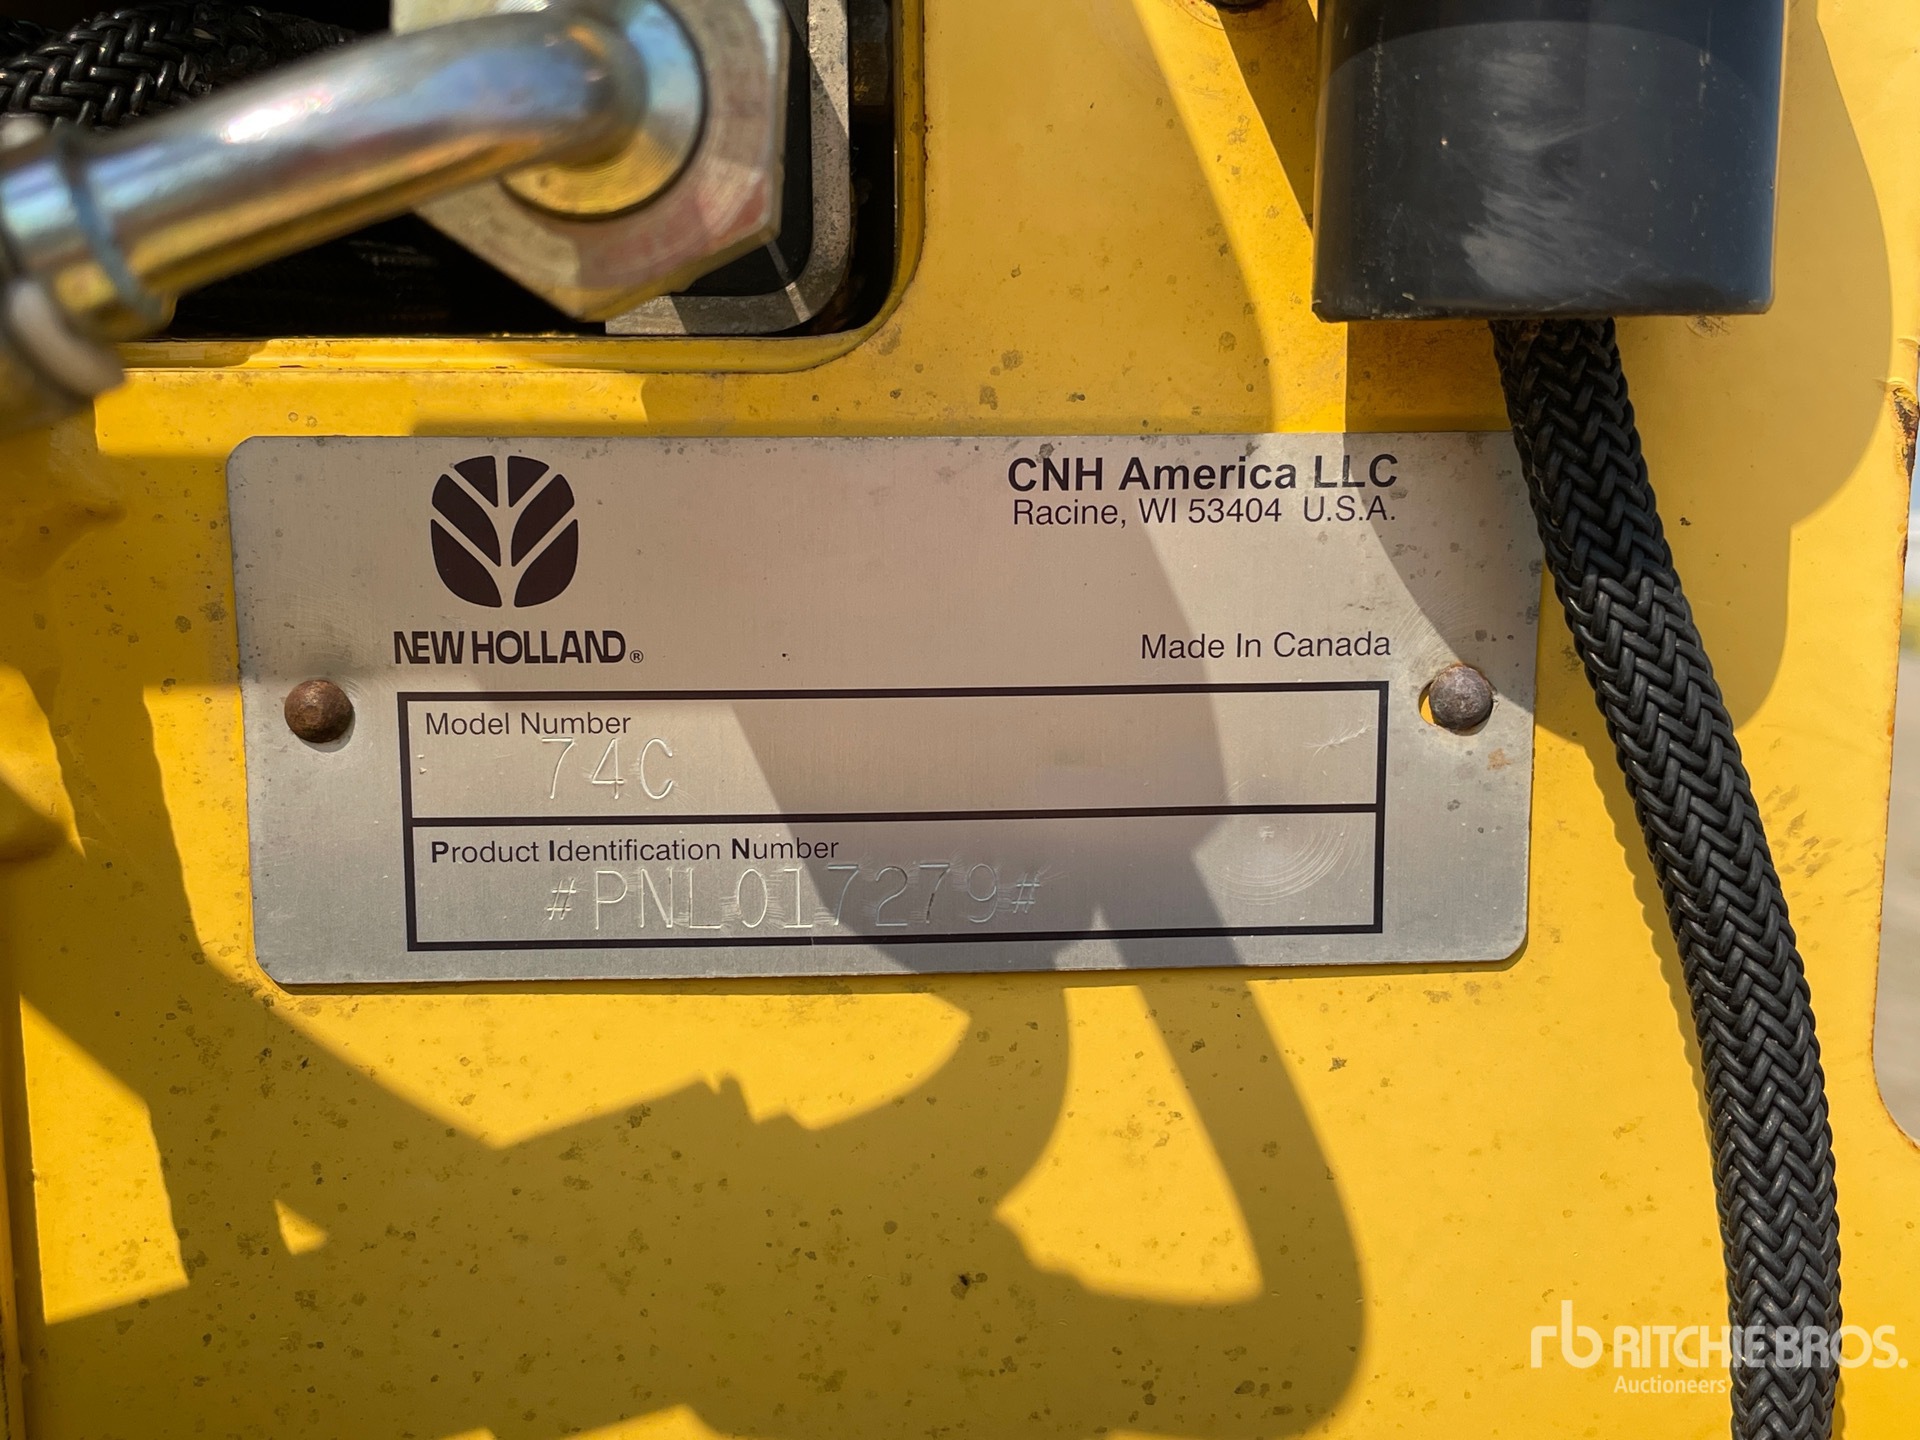 CNH America LLC
Racine, WI 53404 U.S.A.
NEW HOLLAND®
Made In Canada
Model Number
74C
Product Identification Number
#PNL017279#
rb RITCHIE BROS.
Auctioneers